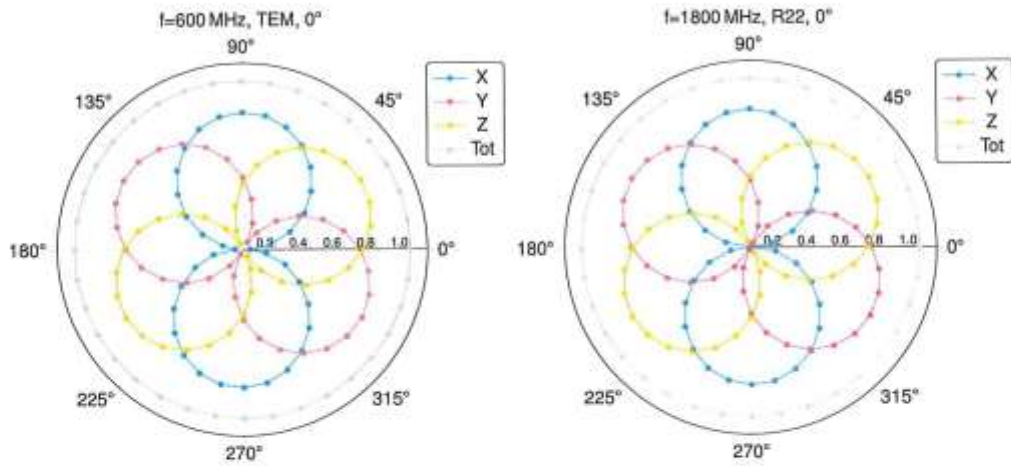 f=600 MHz, TEM, 0°
90°
135°
45°
X
Y
Z
Tot
180°
0.2 0.4 0.6 0.8 1.0
0°
225°
315°
270°
f=1800 MHz, R22, 0°
90°
135°
45°
X
Y
Z
Tot
180°
0.2 0.4 0.6 0.8 1.0
0°
225°
315°
270°